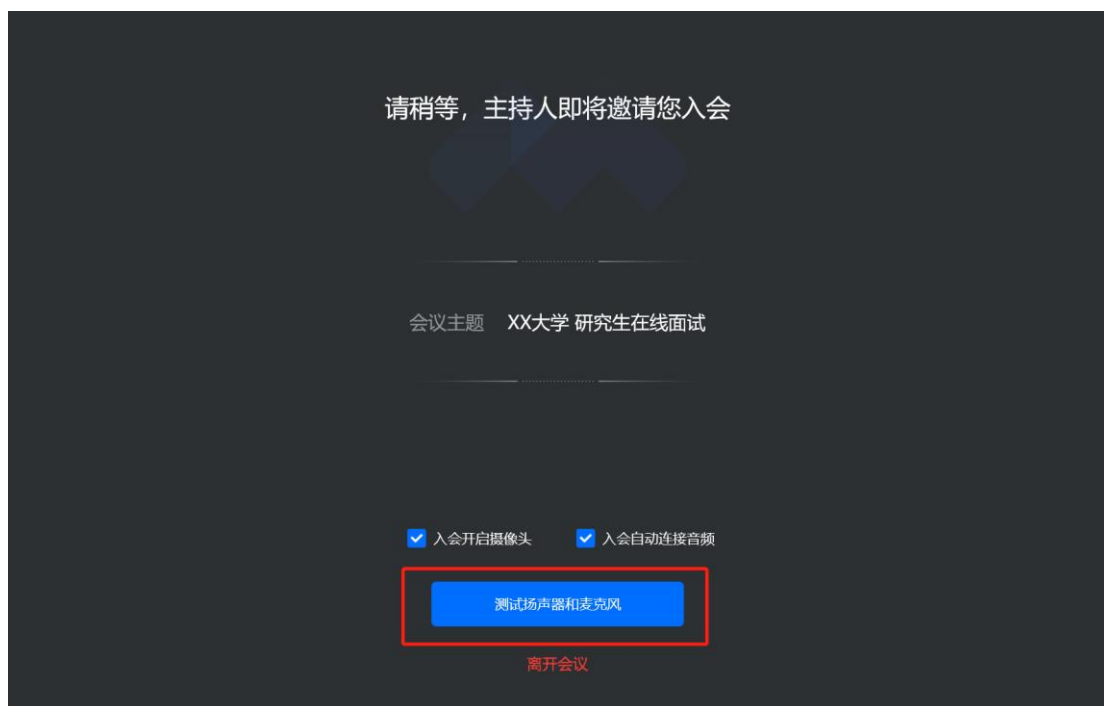 请稍等，主持人即将邀请您入会
会议主题 XX大学 研究生在线面试
入会开启摄像头 入会自动连接音频
测试扬声器和麦克风
离开会议